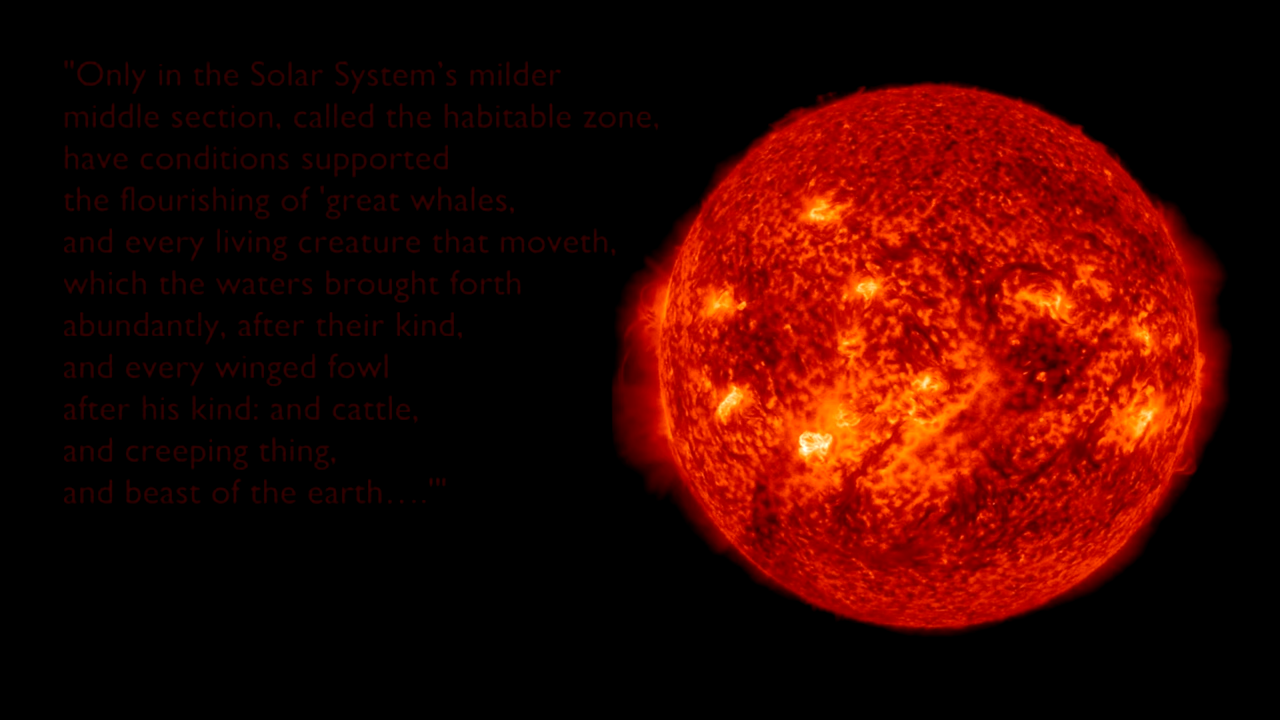 "Only in the Solar System`s milder
middle section, called the habitable zone,
have conditions supported
the flourishing of 'great whales,
and every living creature that moveth,
which the waters brought forth
abundantly, after their kind,
and every winged fowl
after his kind: and cattle,
and creeping thing,
and beast of the earth….'"